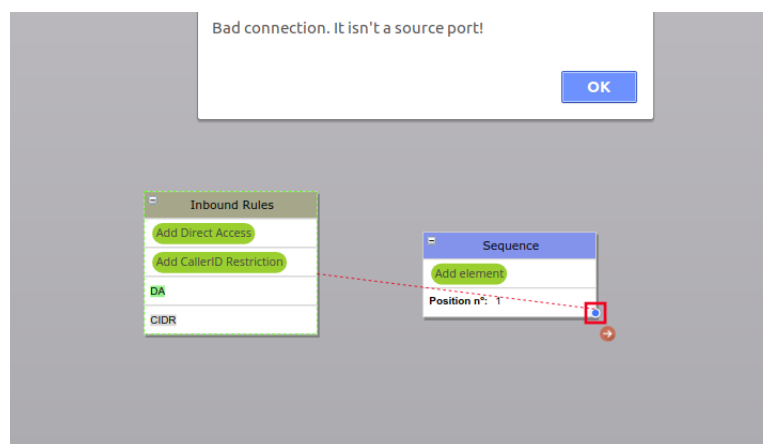 Bad connection. It isn't a source port!
OK
Inbound Rules
Add Direct Access
Add CallerID Restriction
DA
CIDR
Sequence
Add element
Position nº: 1